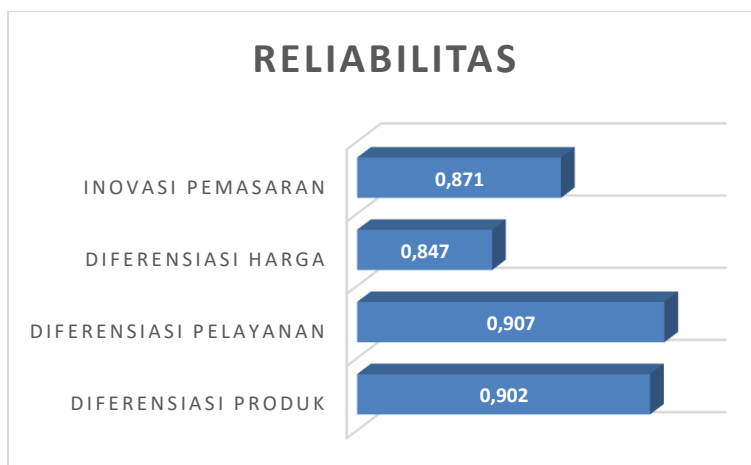 RELIABILITAS
INOVASI PEMASARAN
0,871
DIFERENSIASI HARGA
0,847
DIFERENSIASI PELAYANAN
0,907
DIFERENSIASI PRODUK
0,902